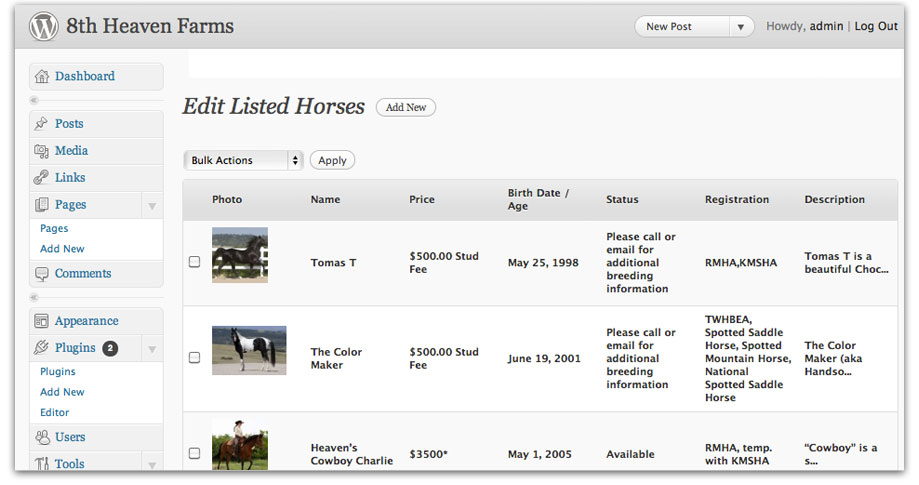 8th Heaven Farms
New Post
Howdy, admin | Log Out
Dashboard
Posts
Media
Links
Pages
Pages
Add New
Comments
Appearance
Plugins 2
Plugins
Add New
Editor
Users
Tools
Edit Listed Horses
Add New
Bulk Actions
Apply
Photo
Name
Price
Birth Date /
Age
Status
Registration
Description
Tomas T
$500.00 Stud
Fee
May 25, 1998
Please call or
email for
additional
breeding
information
RMHA,KMSHA
Tomas T is a
beautiful Choc...
The Color
Maker
$500.00 Stud
Fee
June 19, 2001
Please call or
email for
additional
breeding
information
TWHBEA,
Spotted Saddle
Horse, Spotted
Mountain Horse,
National
Spotted Saddle
Horse
The Color
Maker (aka
Handso...
Heaven's
Cowboy Charlie
$3500*
May 1, 2005
Available
RMHA, temp.
with KMSHA
“Cowboy” is a
s...